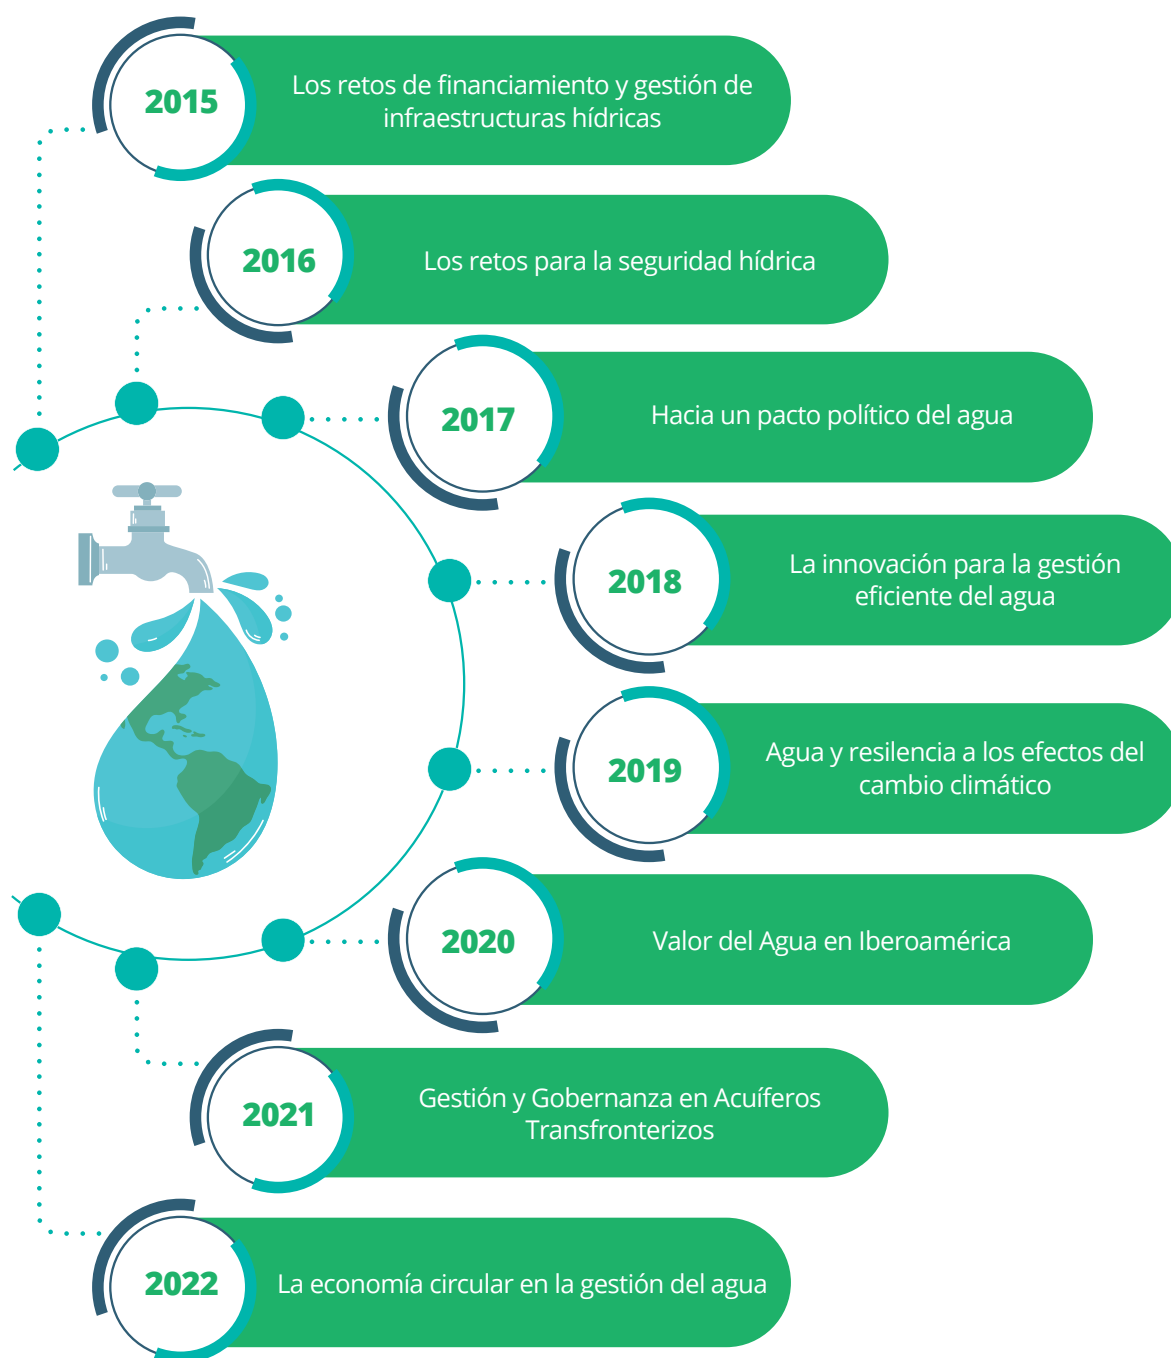 2015
Los retos de financiamiento y gestión de
infraestructuras hídricas
2016
Los retos para la seguridad hídrica
2017
Hacia un pacto político del agua
2018
La innovación para la gestión
eficiente del agua
2019
Agua y resilencia a los efectos del
cambio climático
2020
Valor del Agua en Iberoamérica
2021
Gestión y Gobernanza en Acuíferos
Transfronterizos
2022
La economía circular en la gestión del agua